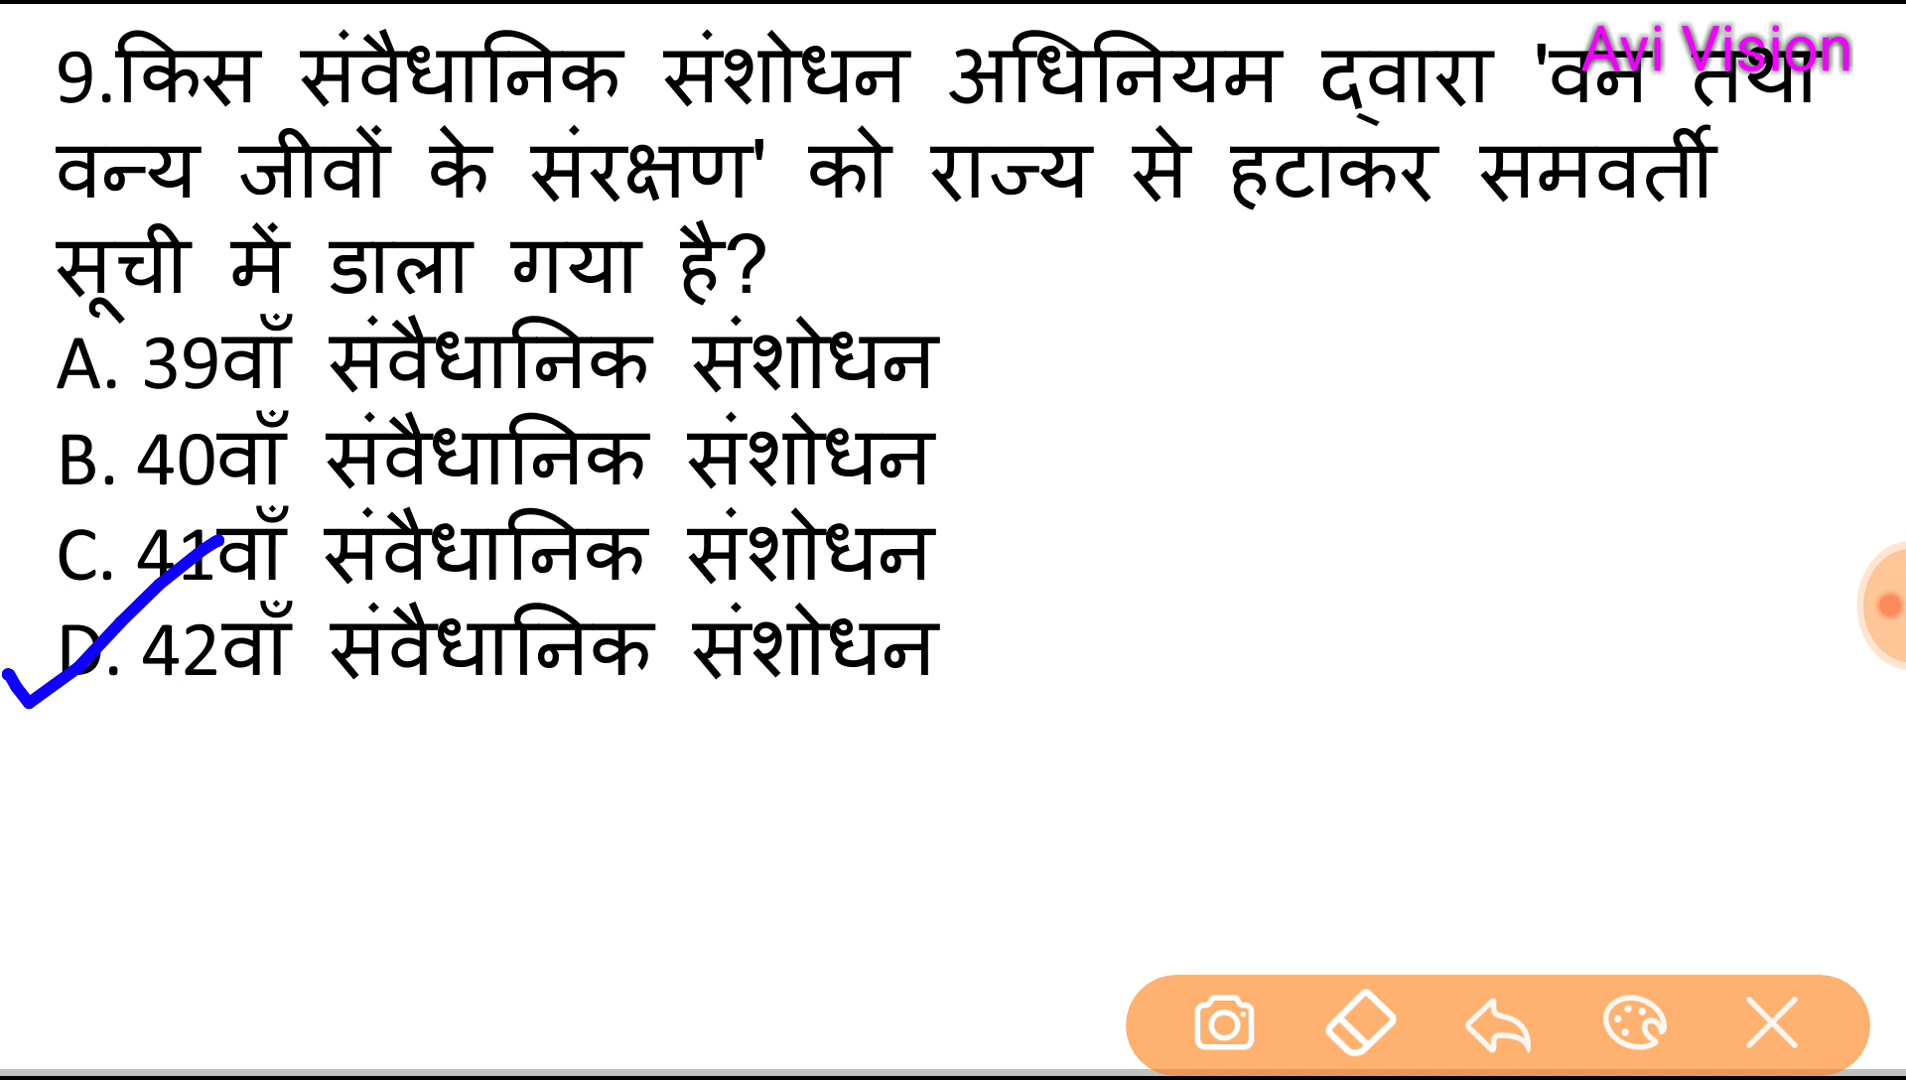 Avi Vision
9.किस संवैधानिक संशोधन अधिनियम द्वारा 'वन तथा
वन्य जीवों के संरक्षण' को राज्य से हटाकर समवर्ती
सूची में डाला गया है?
A. 39वाँ संवैधानिक संशोधन
B. 40वाँ संवैधानिक संशोधन
C. 41वाँ संवैधानिक संशोधन
D. 42वाँ संवैधानिक संशोधन